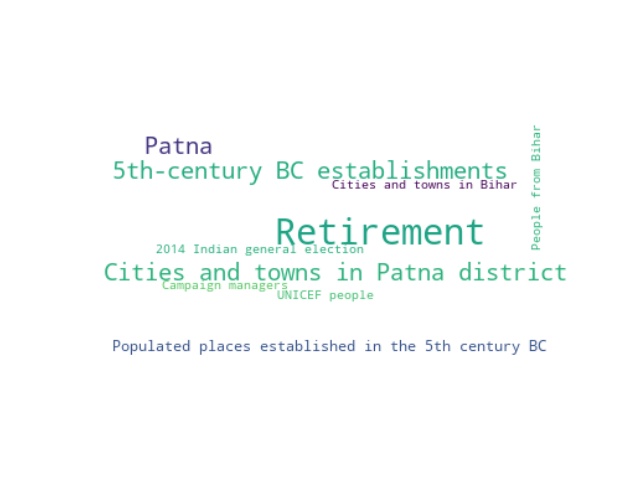 Patna
5th-century BC establishments
Cities and towns in Bihar
People from Bihar
Retirement
2014 Indian general election
Cities and towns in Patna district
Campaign managers
UNICEF people
Populated places established in the 5th century BC